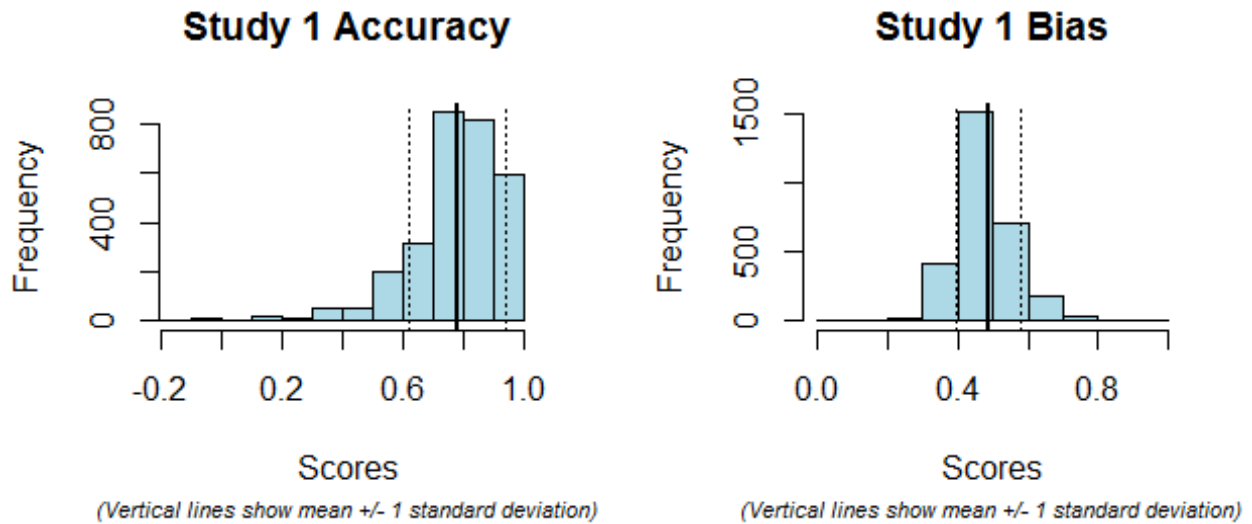 Study 1 Accuracy
Frequency
0
400
800
-0.2
0.2
0.6
1.0
Scores
(Vertical lines show mean +/- 1 standard deviation)
Study 1 Bias
Frequency
0
500
1500
0.0
0.4
0.8
Scores
(Vertical lines show mean +/- 1 standard deviation)